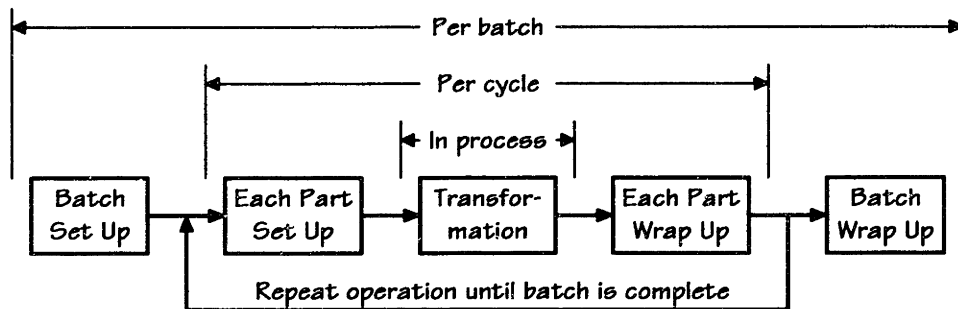 Per batch
Per cycle
In process
Batch
Set Up
Each Part
Set Up
Transfor-
mation
Each Part
Wrap Up
Batch
Wrap Up
Repeat operation until batch is complete